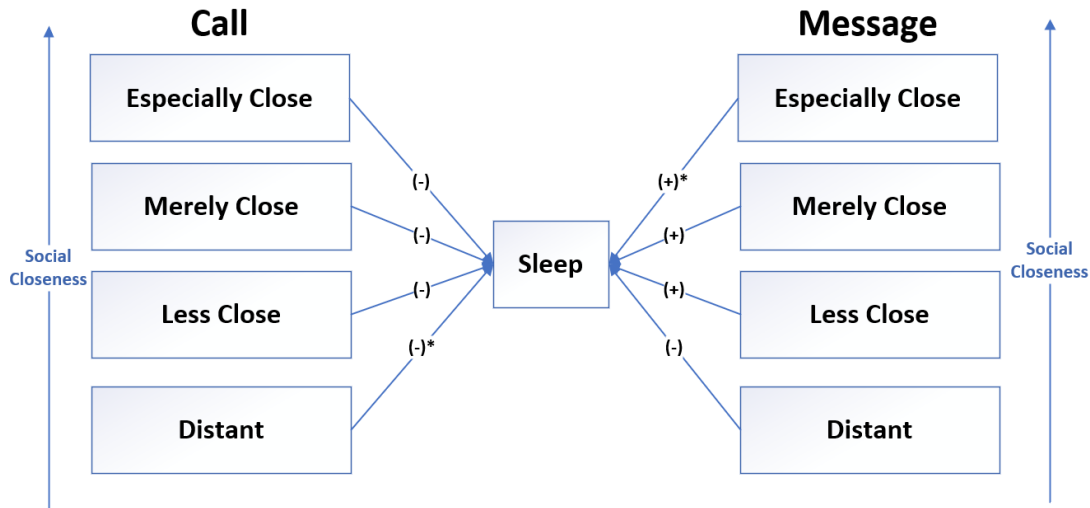 Call
Message
Especially Close
Especially Close
(-)
(+)*
Merely Close
Merely Close
(-)
(+)
Social
Closeness
Sleep
Social
Closeness
(-)
(+)
Less Close
Less Close
(-)*
(-)
Distant
Distant